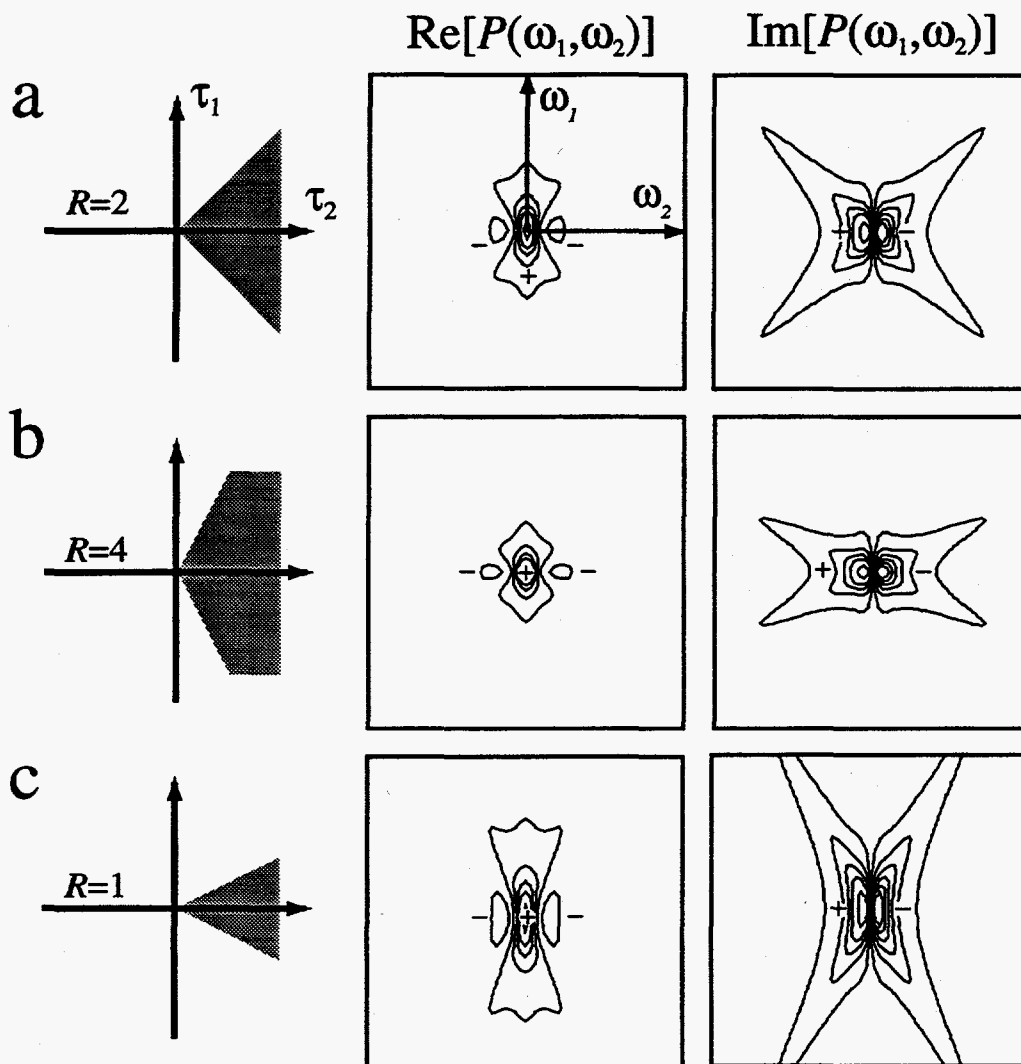 Re[P(ω₁,ω₂)] Im[P(ω₁,ω₂)]
a τ₁ ω₁
R=2 τ₂ ω₂
− − + −
+
b
R=4 − + − + −
c
R=1 − + − + −